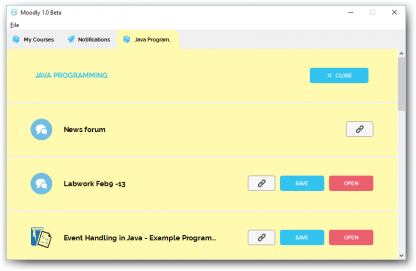 Moodly 1.0 Beta
File
My Courses
Notifications
Java Program..
JAVA PROGRAMMING
✕ CLOSE
News forum
Labwork Feb9 -13
SAVE
OPEN
Event Handling in Java - Example Program...
SAVE
OPEN